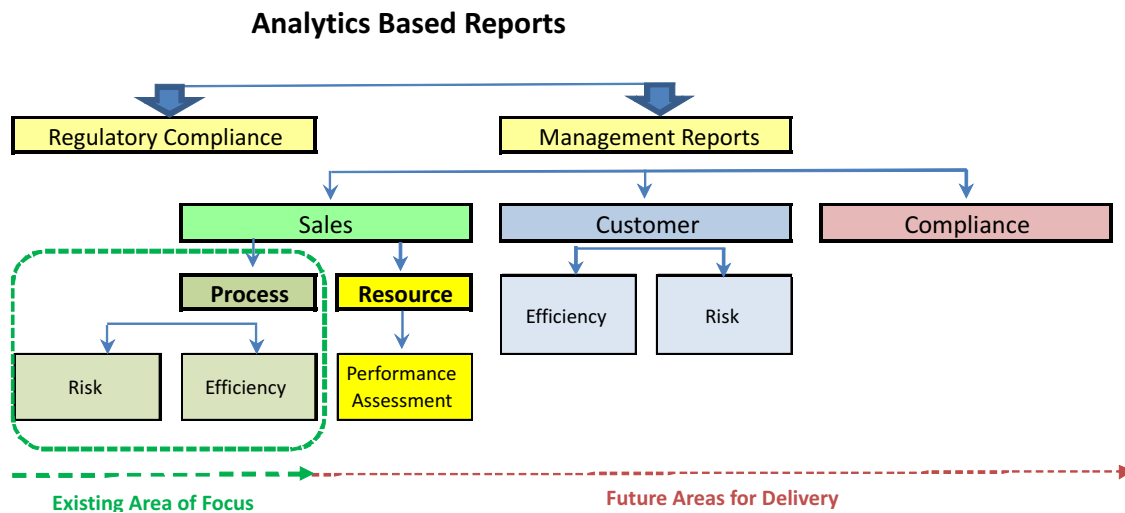 Analytics Based Reports
Regulatory Compliance
Management Reports
Sales
Customer
Compliance
Process
Resource
Efficiency
Risk
Risk
Efficiency
Performance
Assessment
Existing Area of Focus
Future Areas for Delivery